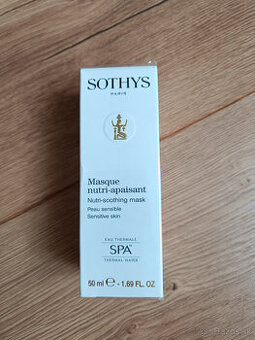 SOTHYS
PARIS
Masque
nutri-apaisant
Nutri-soothing mask
Peau sensible
Sensitive skin
EAU THERMALE
SPA™
THERMAL WATER
50 ml ℮ - 1.69 FL. OZ